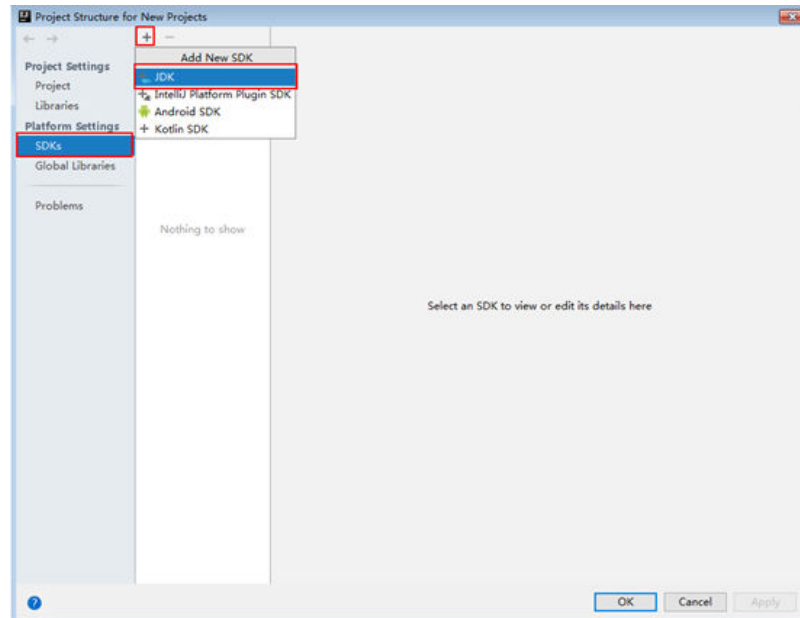 Project Structure for New Projects
+ −
Add New SDK
JDK
IntelliJ Platform Plugin SDK
Android SDK
+ Kotlin SDK
Project Settings
Project
Libraries
Platform Settings
SDKs
Global Libraries
Problems
Nothing to show
Select an SDK to view or edit its details here
?
OK Cancel Apply